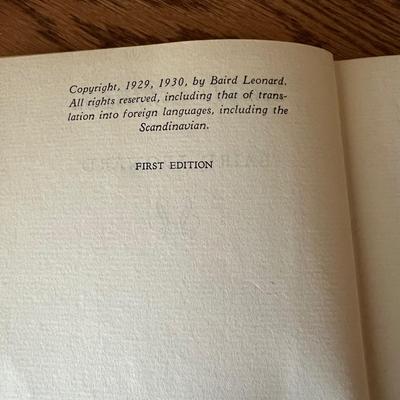 Copyright, 1929, 1930, by Baird Leonard.
All rights reserved, including that of trans-
lation into foreign languages, including the
Scandinavian.
FIRST EDITION